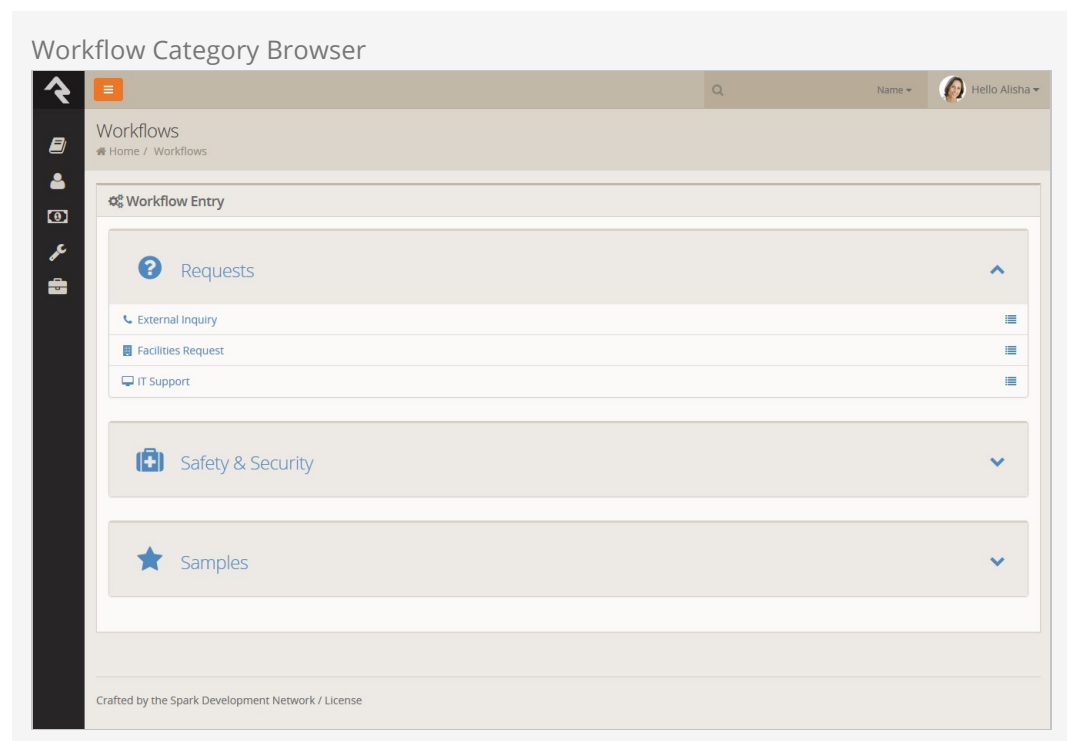 Workflow Category Browser
Name
Hello Alisha
Workflows
Home / Workflows
Workflow Entry
Requests
External Inquiry
Facilities Request
IT Support
Safety & Security
Samples
Crafted by the Spark Development Network / License